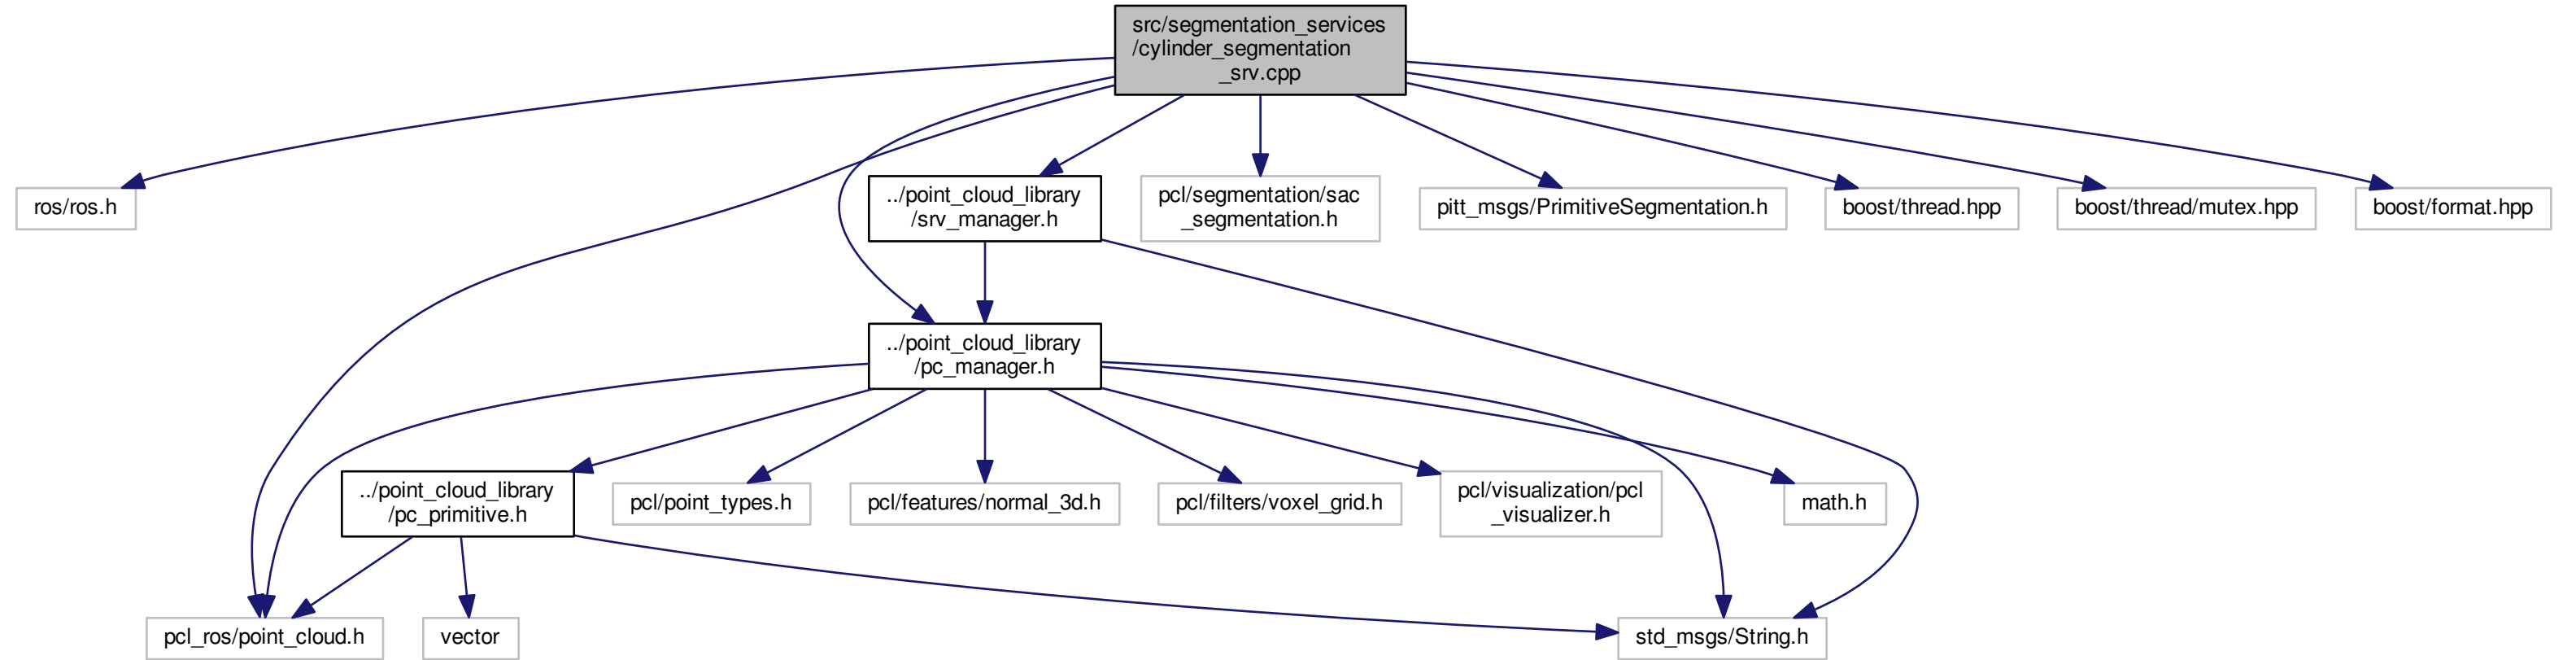 src/segmentation_services
/cylinder_segmentation
_srv.cpp
ros/ros.h
../point_cloud_library
/srv_manager.h
pcl/segmentation/sac
_segmentation.h
pitt_msgs/PrimitiveSegmentation.h
boost/thread.hpp
boost/thread/mutex.hpp
boost/format.hpp
../point_cloud_library
/pc_manager.h
../point_cloud_library
/pc_primitive.h
pcl/point_types.h
pcl/features/normal_3d.h
pcl/filters/voxel_grid.h
pcl/visualization/pcl
_visualizer.h
math.h
pcl_ros/point_cloud.h
vector
std_msgs/String.h